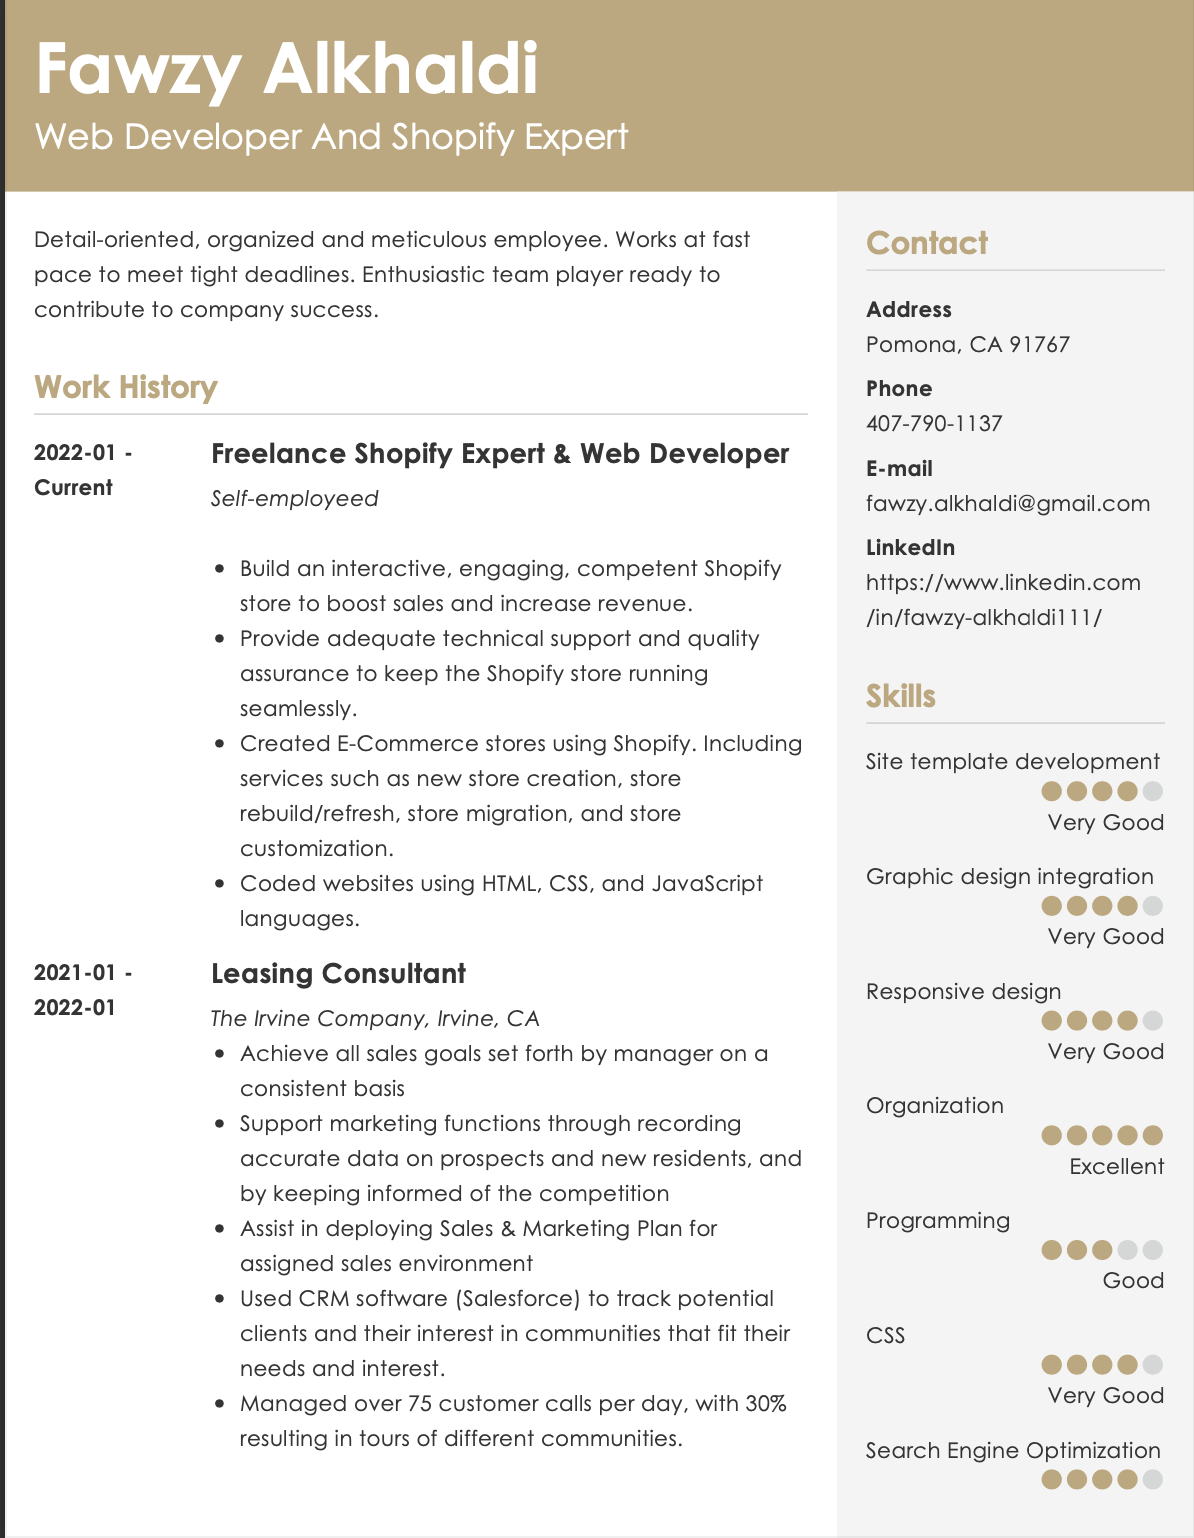 Fawzy Alkhaldi
Web Developer And Shopify Expert
Detail-oriented, organized and meticulous employee. Works at fast
pace to meet tight deadlines. Enthusiastic team player ready to
contribute to company success.
Work History
2022-01 -
Current
Freelance Shopify Expert & Web Developer
Self-employeed
• Build an interactive, engaging, competent Shopify
store to boost sales and increase revenue.
• Provide adequate technical support and quality
assurance to keep the Shopify store running
seamlessly.
• Created E-Commerce stores using Shopify. Including
services such as new store creation, store
rebuild/refresh, store migration, and store
customization.
• Coded websites using HTML, CSS, and JavaScript
languages.
2021-01 -
2022-01
Leasing Consultant
The Irvine Company, Irvine, CA
• Achieve all sales goals set forth by manager on a
consistent basis
• Support marketing functions through recording
accurate data on prospects and new residents, and
by keeping informed of the competition
• Assist in deploying Sales & Marketing Plan for
assigned sales environment
• Used CRM software (Salesforce) to track potential
clients and their interest in communities that fit their
needs and interest.
• Managed over 75 customer calls per day, with 30%
resulting in tours of different communities.
Contact
Address
Pomona, CA 91767
Phone
407-790-1137
E-mail
fawzy.alkhaldi@gmail.com
LinkedIn
https://www.linkedin.com
/in/fawzy-alkhaldi111/
Skills
Site template development
Very Good
Graphic design integration
Very Good
Responsive design
Very Good
Organization
Excellent
Programming
Good
CSS
Very Good
Search Engine Optimization